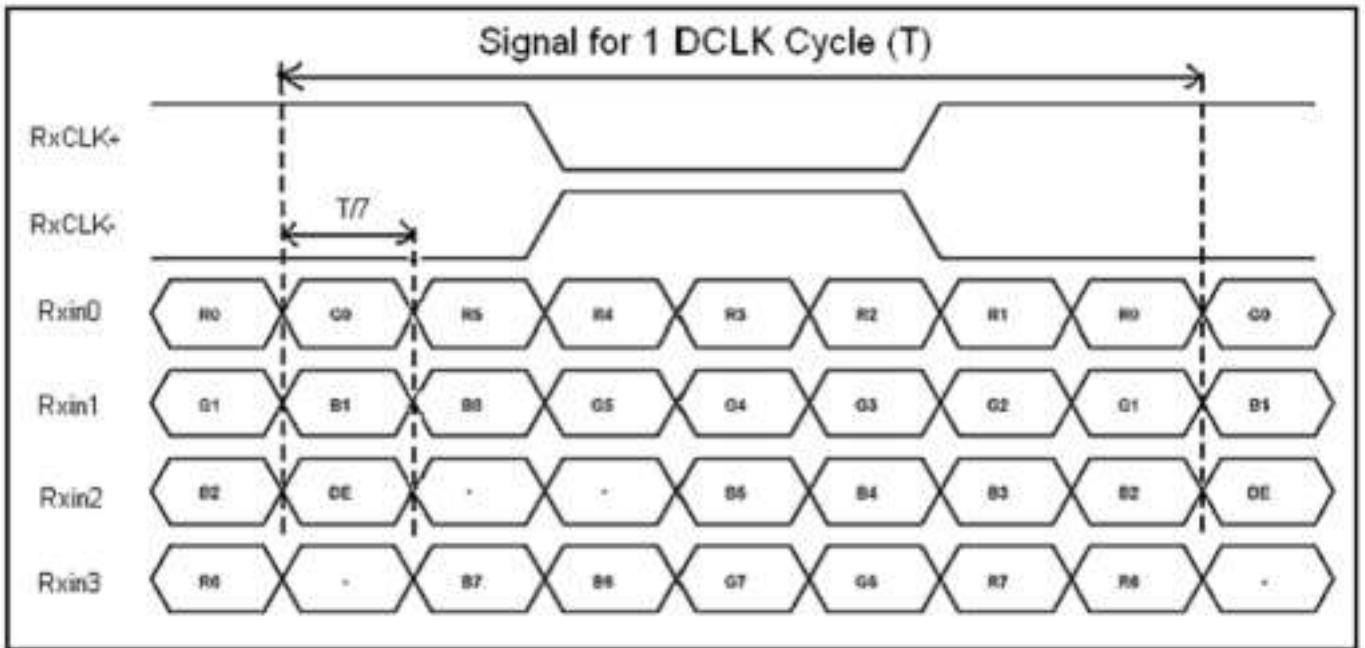 Signal for 1 DCLK Cycle (T)
RxCLK+
T/7
RxCLK-
Rxin0 R0 G0 R5 R4 R3 R2 R1 R0 G0
Rxin1 G1 B1 B0 G5 G4 G3 G2 G1 B1
Rxin2 B2 DE - - B5 B4 B3 B2 DE
Rxin3 R6 - B7 B6 G7 G6 R7 R6 -